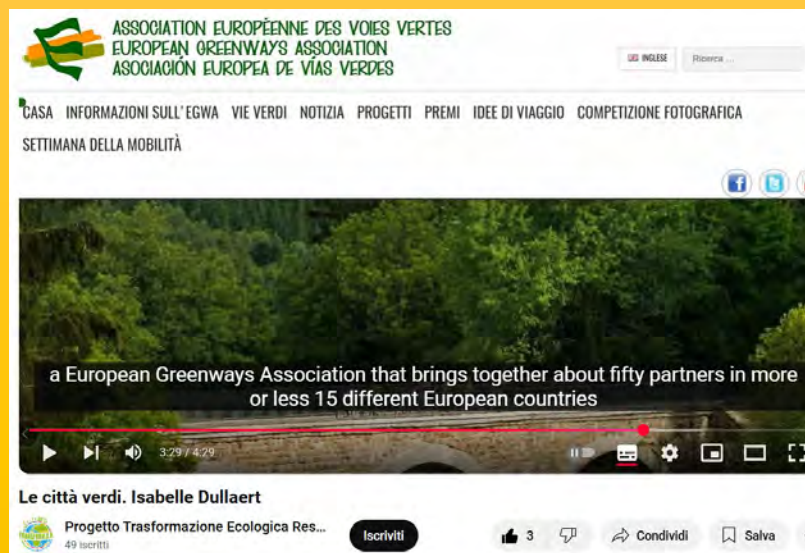 ASSOCIATION EUROPÉENNE DES VOIES VERTES
EUROPEAN GREENWAYS ASSOCIATION
ASOCIACIÓN EUROPEA DE VÍAS VERDES
INGLESE
Ricerca ...
CASA INFORMAZIONI SULL'EGWA VIE VERDI NOTIZIA PROGETTI PREMI IDEE DI VIAGGIO COMPETIZIONE FOTOGRAFICA
SETTIMANA DELLA MOBILITÀ
a European Greenways Association that brings together about fifty partners in more
or less 15 different European countries
3:29 / 4:29
Le città verdi. Isabelle Dullaert
Progetto Trasformazione Ecologica Res...
49 iscritti
Iscriviti
3
Condividi
Salva